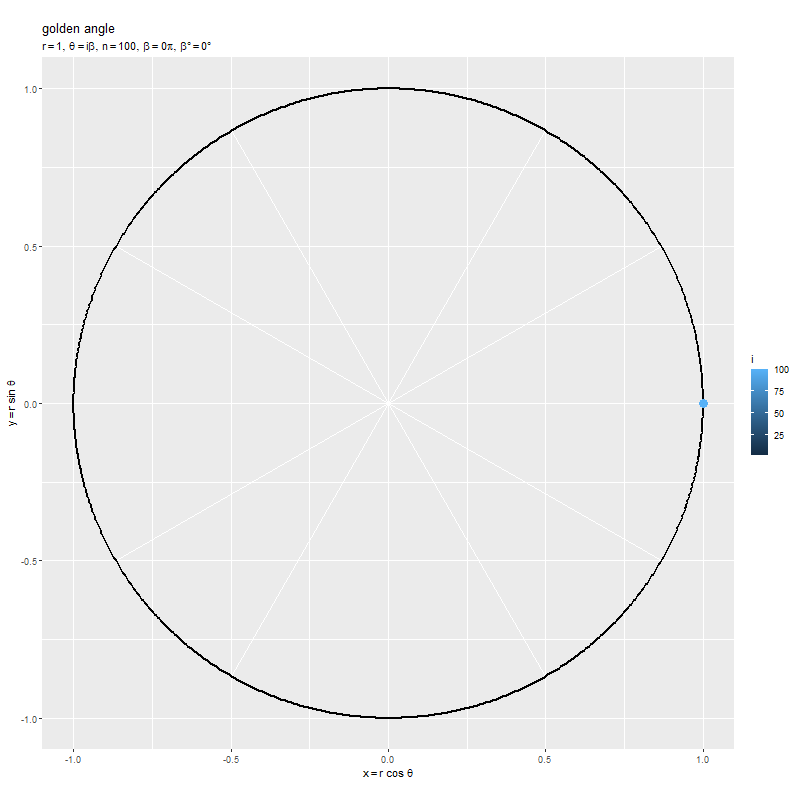 golden angle
r = 1, θ = iβ, n = 100, β = 0π, β° = 0°
1.0
0.5
0.0
-0.5
-1.0
y = r sin θ
-1.0 -0.5 0.0 0.5 1.0
x = r cos θ
i
100
75
50
25